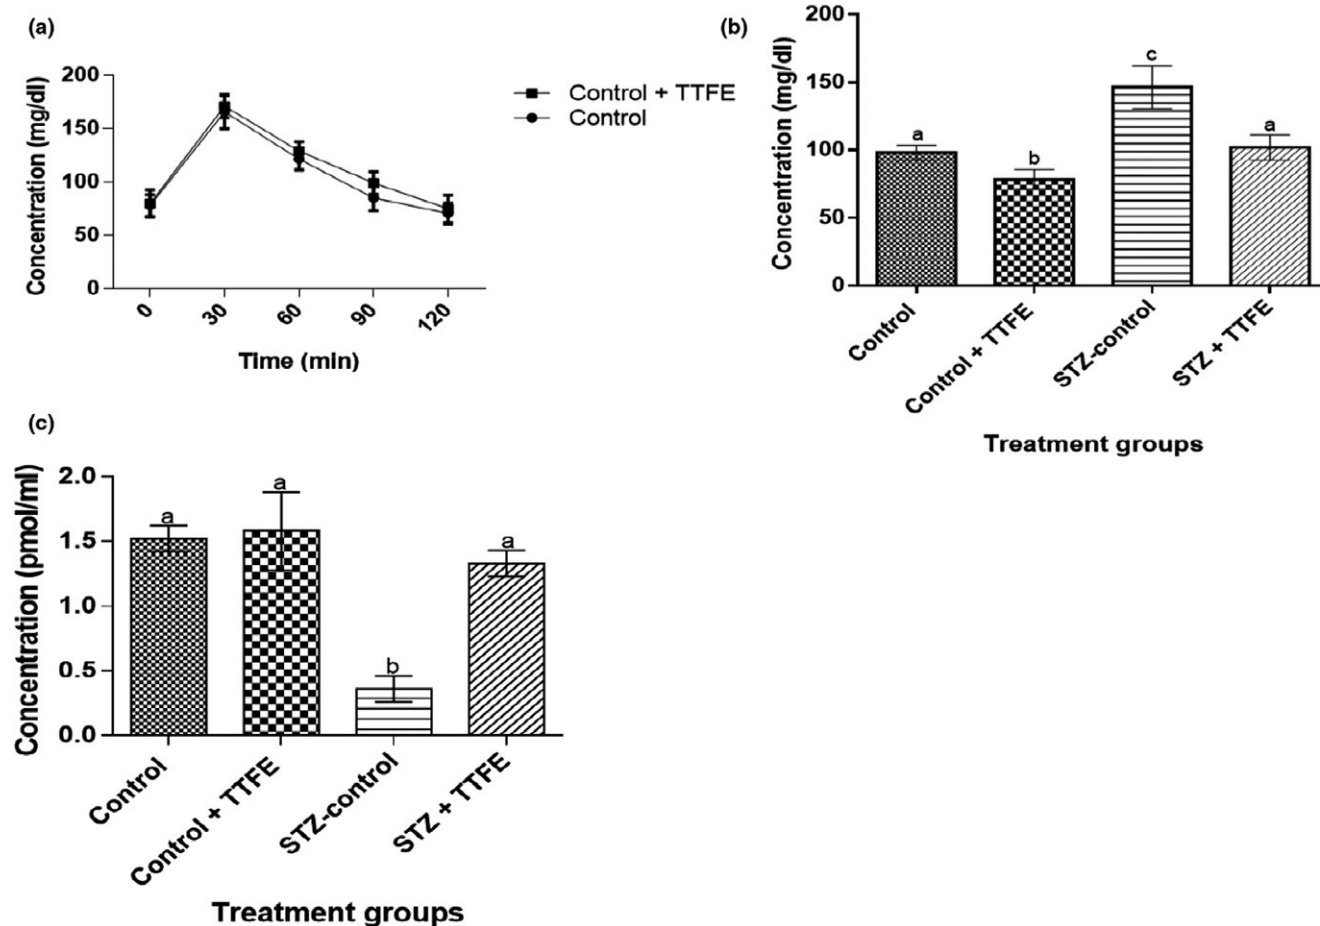 (a)
Concentration (mg/dl)
200
150
100
50
0
0
30
60
90
120
Time (min)
Control + TTFE
Control
(b)
Concentration (mg/dl)
200
150
100
50
0
a
b
c
a
Control
Control + TTFE
STZ-control
STZ + TTFE
Treatment groups
(c)
Concentration (pmol/ml)
2.0
1.5
1.0
0.5
0.0
a
a
b
a
Control
Control + TTFE
STZ-control
STZ + TTFE
Treatment groups